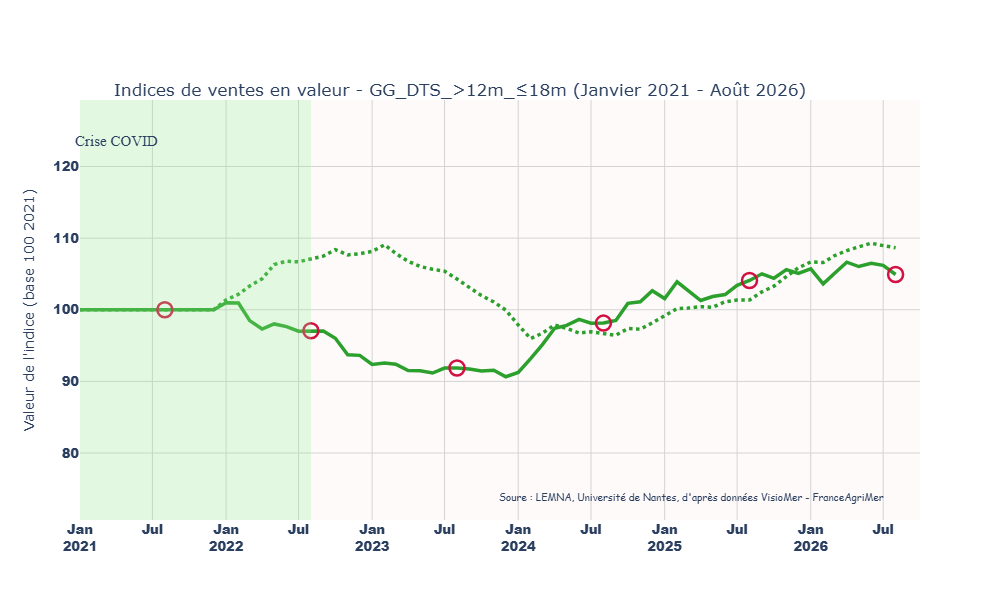 Indices de ventes en valeur - GG_DTS_>12m_≤18m (Janvier 2021 - Août 2026)
Crise COVID
Valeur de l'indice (base 100 2021)
120
110
100
90
80
Soure : LEMNA, Université de Nantes, d'après données VisioMer - FranceAgriMer
Jan Jul Jan Jul Jan Jul Jan Jul Jan Jul Jan Jul
2021 2022 2023 2024 2025 2026